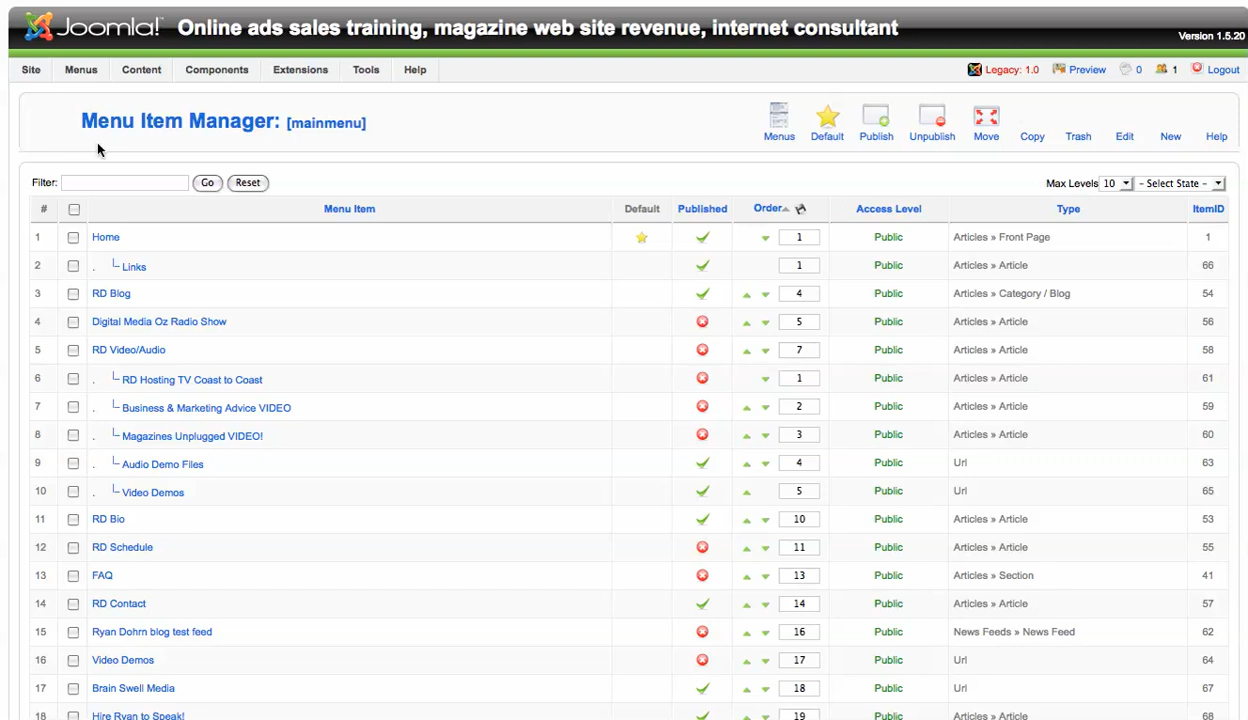 Joomla! Online ads sales training, magazine web site revenue, internet consultant
Version 1.5.20
Site Menus Content Components Extensions Tools Help Legacy: 1.0 Preview 0 1 Logout
Menu Item Manager: [mainmenu]
Menus Default Publish Unpublish Move Copy Trash Edit New Help
Filter: Go Reset Max Levels 10 - Select State -
# Menu Item Default Published Order Access Level Type ItemID
1 Home 1 Public Articles » Front Page 1
2 . Links 1 Public Articles » Article 66
3 RD Blog 4 Public Articles » Category / Blog 54
4 Digital Media Oz Radio Show 5 Public Articles » Article 56
5 RD Video/Audio 7 Public Articles » Article 58
6 . RD Hosting TV Coast to Coast 1 Public Articles » Article 61
7 . Business & Marketing Advice VIDEO 2 Public Articles » Article 59
8 . Magazines Unplugged VIDEO! 3 Public Articles » Article 60
9 . Audio Demo Files 4 Public Url 63
10 . Video Demos 5 Public Url 65
11 RD Bio 10 Public Articles » Article 53
12 RD Schedule 11 Public Articles » Article 55
13 FAQ 13 Public Articles » Section 41
14 RD Contact 14 Public Articles » Article 57
15 Ryan Dohrn blog test feed 16 Public News Feeds » News Feed 62
16 Video Demos 17 Public Url 64
17 Brain Swell Media 18 Public Url 67
18 Hire Ryan to Speak! 19 Public Articles » Article 68